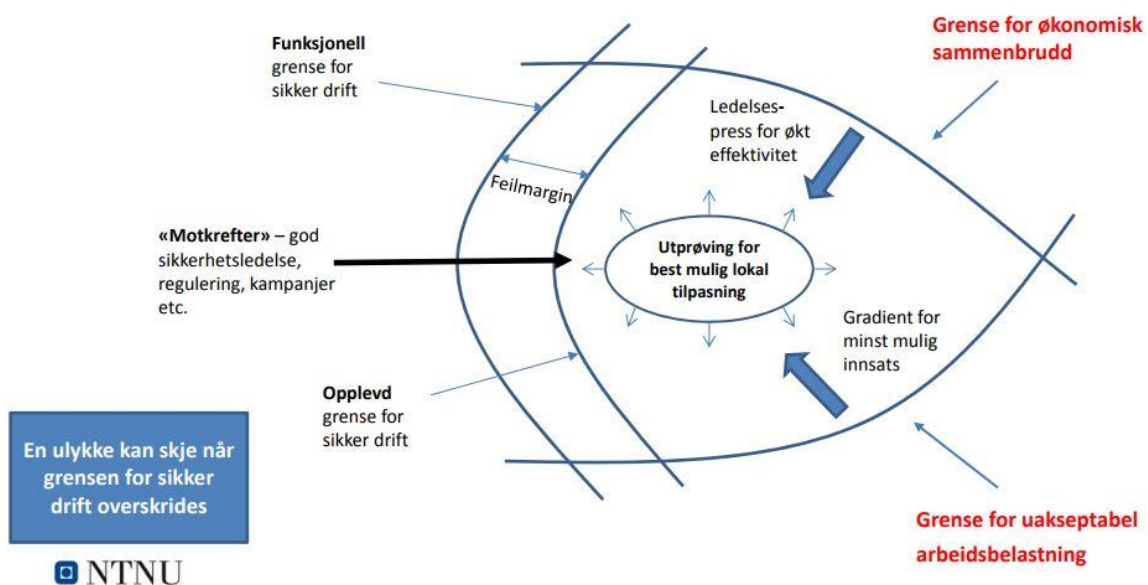 Funksjonell
grense for
sikker drift
Grense for økonomisk
sammenbrudd
Ledelses-
press for økt
effektivitet
Feilmargin
«Motkrefter» – god
sikkerhetsledelse,
regulering, kampanjer
etc.
Utprøving for
best mulig lokal
tilpasning
Gradient for
minst mulig
innsats
Opplevd
grense for
sikker drift
En ulykke kan skje når
grensen for sikker
drift overskrides
Grense for uakseptabel
arbeidsbelastning
NTNU